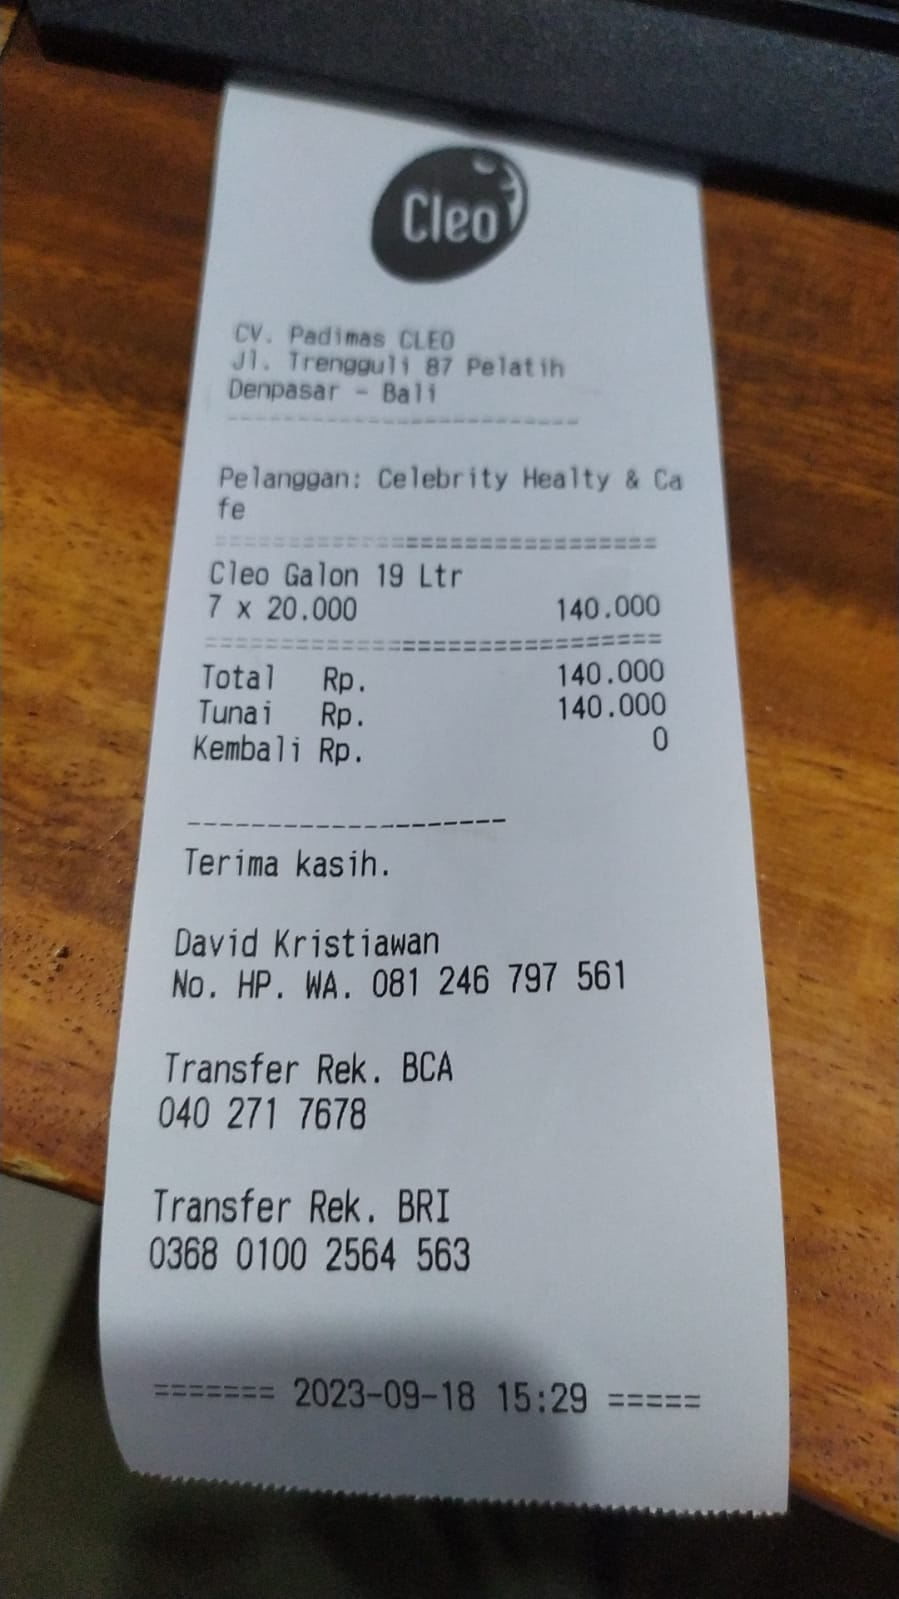 Cleo
CV. Padimas CLEO
Jl. Trengguli 87 Pelatih
Denpasar - Bali
---------------------------
Pelanggan: Celebrity Healty & Ca
fe
================================
Cleo Galon 19 Ltr
7 x 20.000 140.000
================================
Total Rp. 140.000
Tunai Rp. 140.000
Kembali Rp. 0
--------------------
Terima kasih.
David Kristiawan
No. HP. WA. 081 246 797 561
Transfer Rek. BCA
040 271 7678
Transfer Rek. BRI
0368 0100 2564 563
======= 2023-09-18 15:29 =====